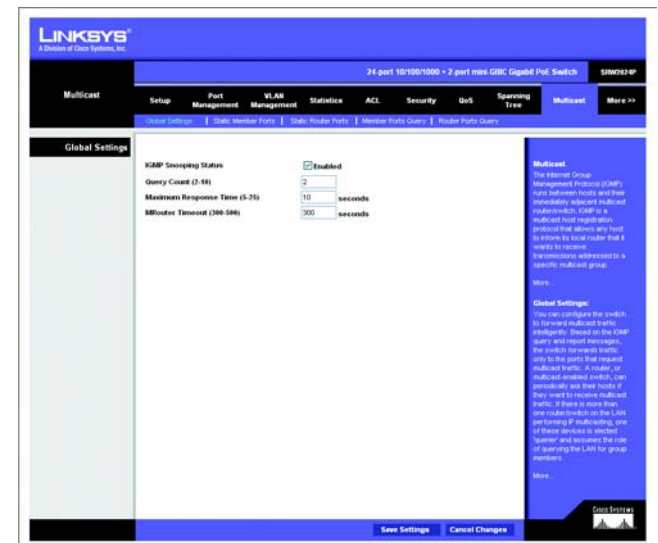 LINKSYS®
A Division of Cisco Systems, Inc.
24-port 10/100/1000 + 2-port mini-GBIC Gigabit PoE Switch
SRW2024P
Multicast
Setup
Port Management
VLAN Management
Statistics
ACL
Security
QoS
Spanning Tree
Multicast
More >>
Global Settings | Static Member Ports | Static Router Ports | Member Ports Query | Router Ports Query
Global Settings
IGMP Snooping Status Enabled
Query Count (2-10) 2
Maximum Response Time (5-25) 10 seconds
MRouter Timeout (300-500) 300 seconds
Multicast
The Internet Group
Management Protocol (IGMP)
runs between hosts and their
immediately adjacent multicast
router/switch. IGMP is a
multicast host registration
protocol that allows any host
to inform its local router that it
wants to receive
transmissions addressed to a
specific multicast group.
More...
Global Settings:
You can configure the switch
to forward multicast traffic
intelligently. Based on the IGMP
query and report messages,
the switch forwards traffic
only to the ports that request
multicast traffic. A router, or
multicast-enabled switch, can
periodically ask their hosts if
they want to receive multicast
traffic. If there is more than
one router/switch on the LAN
performing IP multicasting, one
of these devices is elected
'querier' and assumes the role
of querying the LAN for group
members.
More...
Save Settings
Cancel Changes
CISCO SYSTEMS